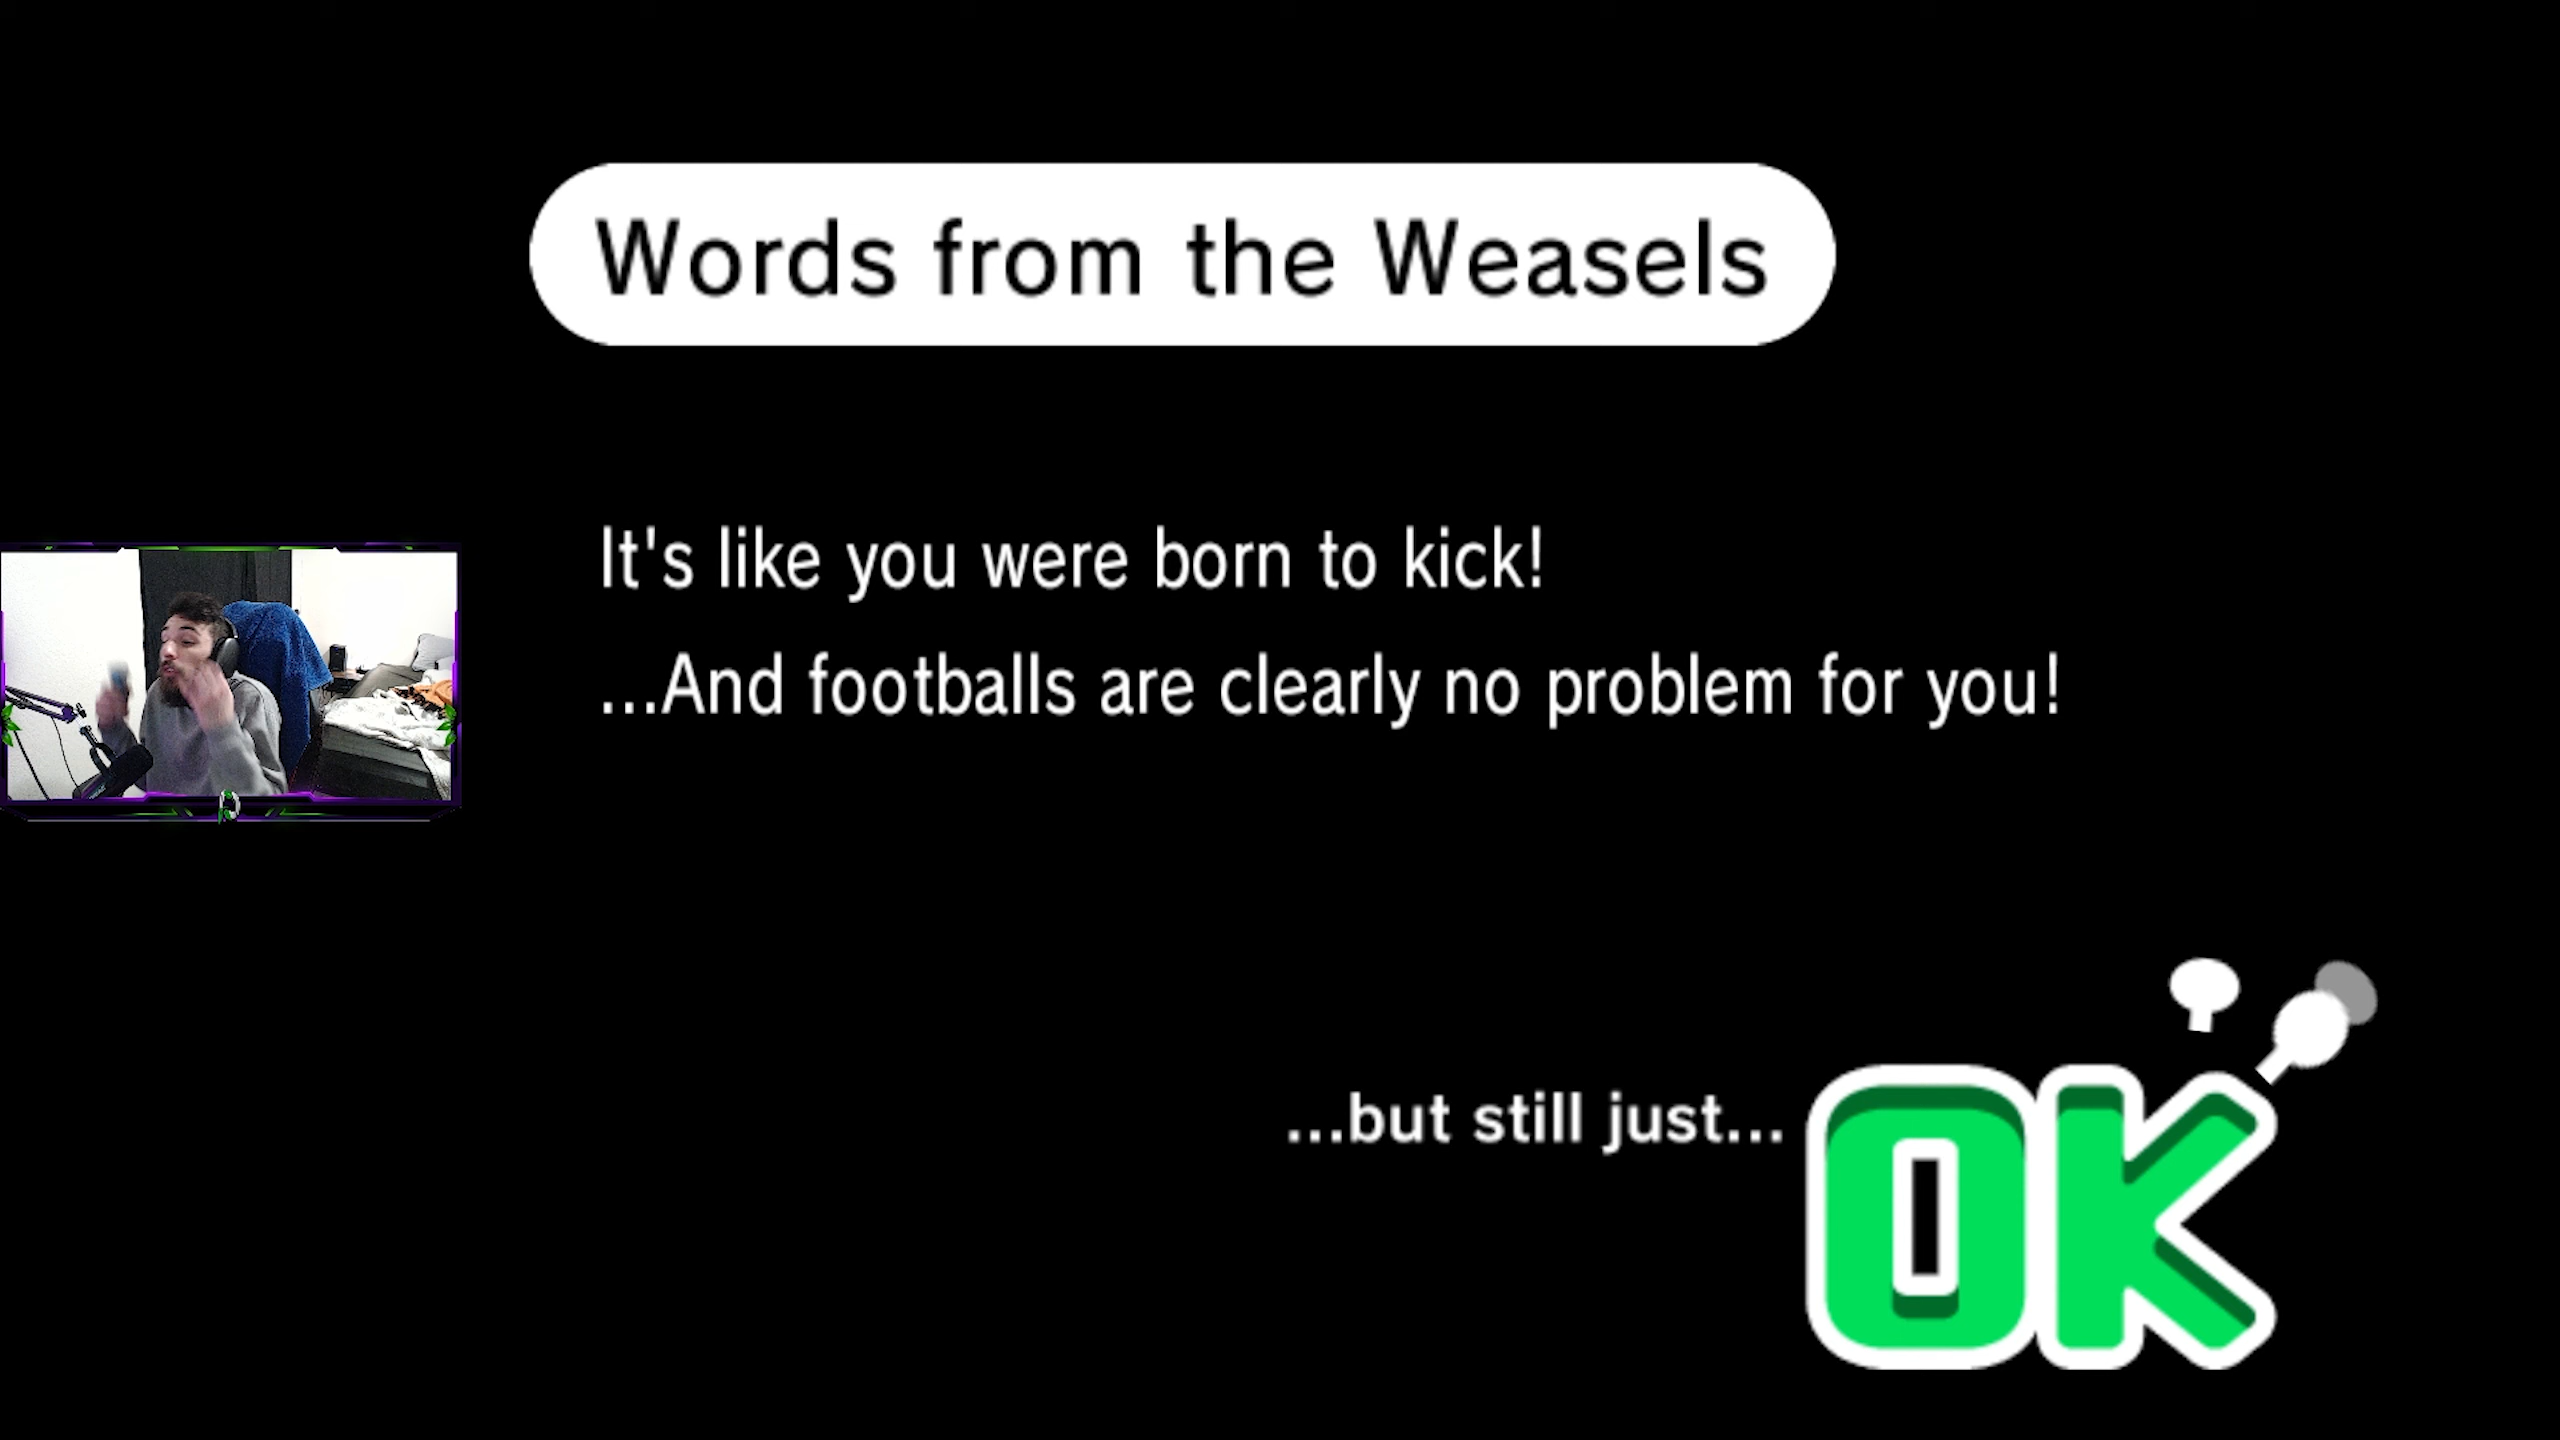 Words from the Weasels
It's like you were born to kick!
...And footballs are clearly no problem for you!
...but still just...
OK